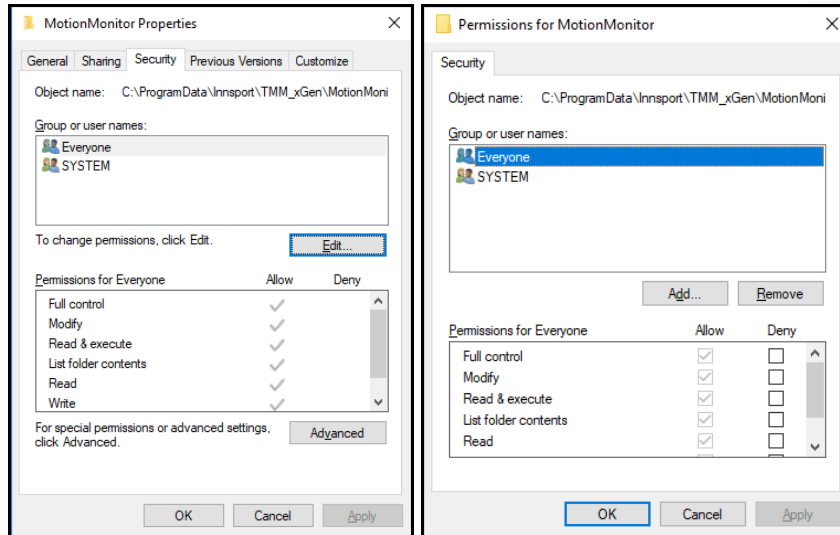 MotionMonitor Properties
General Sharing Security Previous Versions Customize
Object name: C:\ProgramData\Innsport\TMM_xGen\MotionMoni
Group or user names:
Everyone
SYSTEM
To change permissions, click Edit.
Edit...
Permissions for Everyone Allow Deny
Full control
Modify
Read & execute
List folder contents
Read
Write
For special permissions or advanced settings,
click Advanced.
Advanced
OK Cancel Apply
Permissions for MotionMonitor
Security
Object name: C:\ProgramData\Innsport\TMM_xGen\MotionMoni
Group or user names:
Everyone
SYSTEM
Add... Remove
Permissions for Everyone Allow Deny
Full control
Modify
Read & execute
List folder contents
Read
OK Cancel Apply